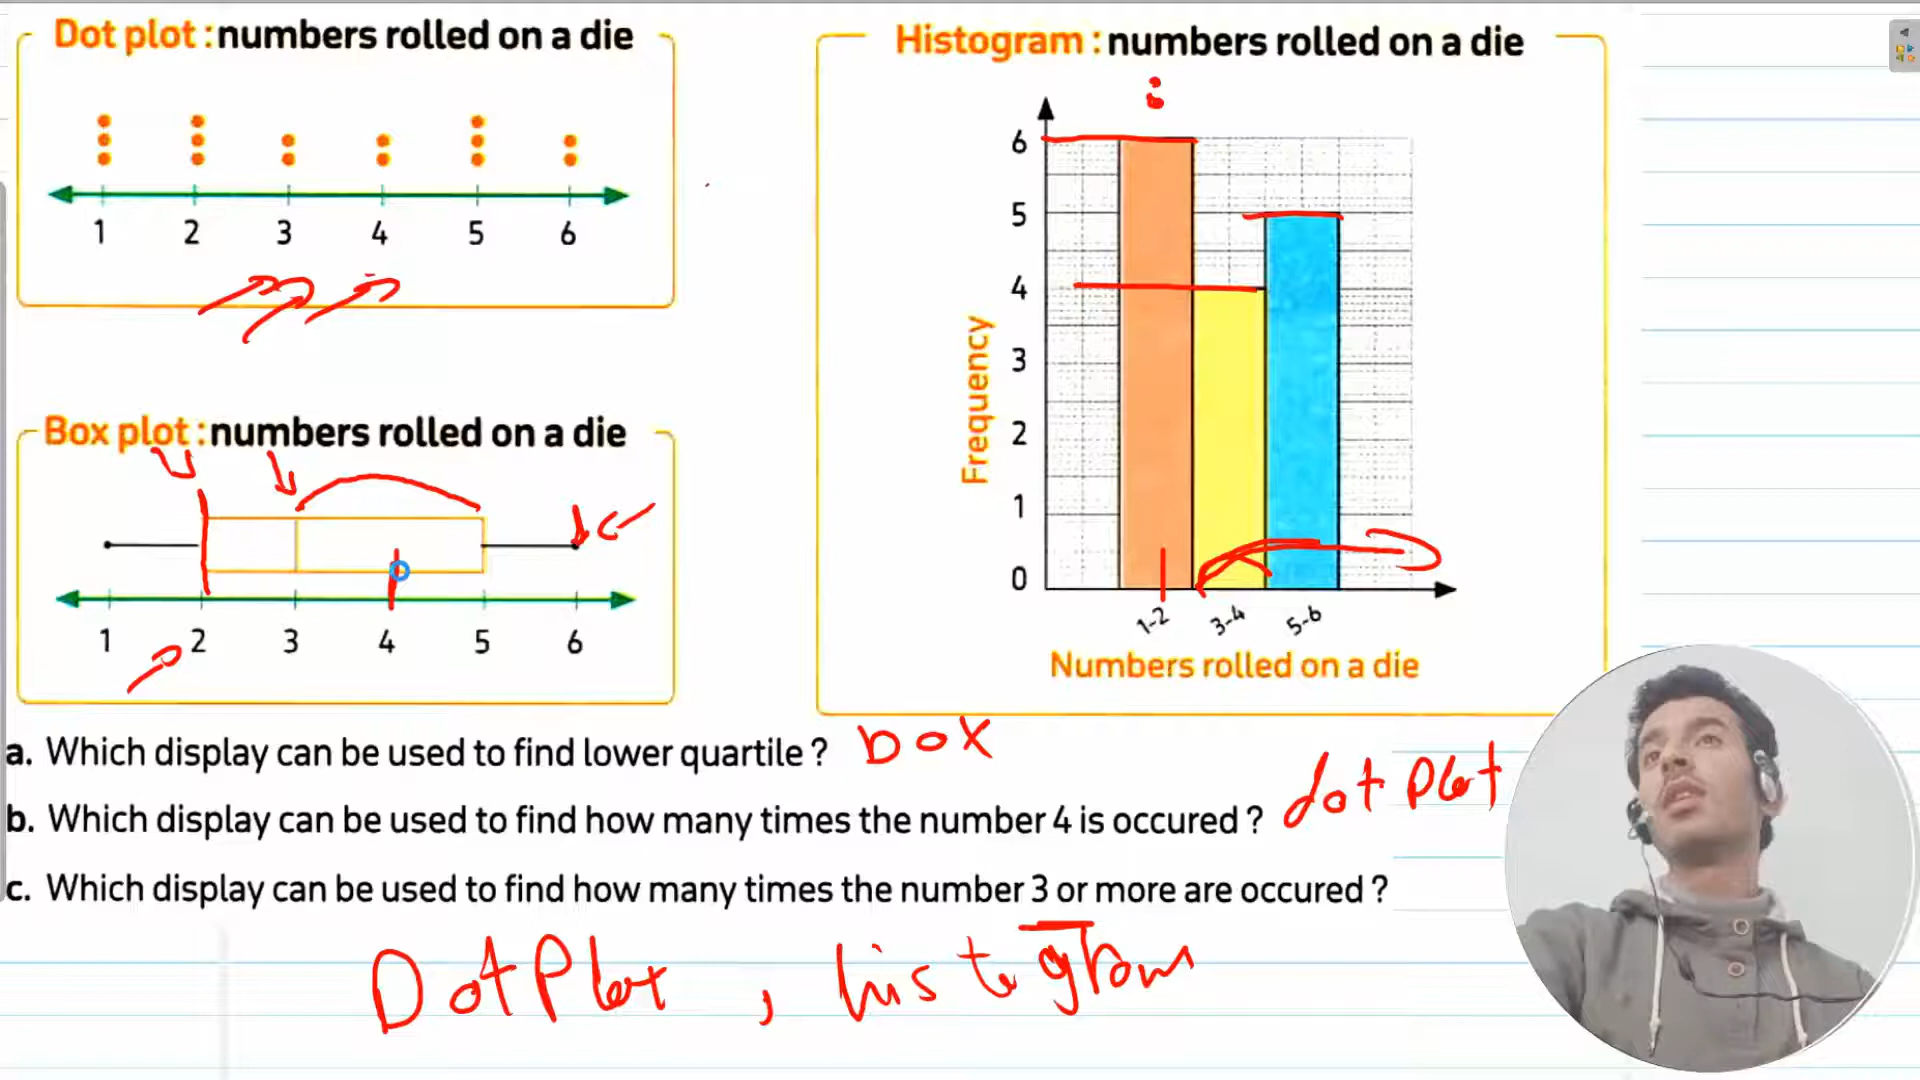 Dot plot : numbers rolled on a die
1 2 3 4 5 6
Box plot : numbers rolled on a die
1 2 3 4 5 6
Histogram : numbers rolled on a die
6
5
4
3
2
1
0
Frequency
1-2 3-4 5-6
Numbers rolled on a die
a. Which display can be used to find lower quartile ? box
b. Which display can be used to find how many times the number 4 is occured ? dot Plot
c. Which display can be used to find how many times the number 3 or more are occured ?
Dot Plot , histogram